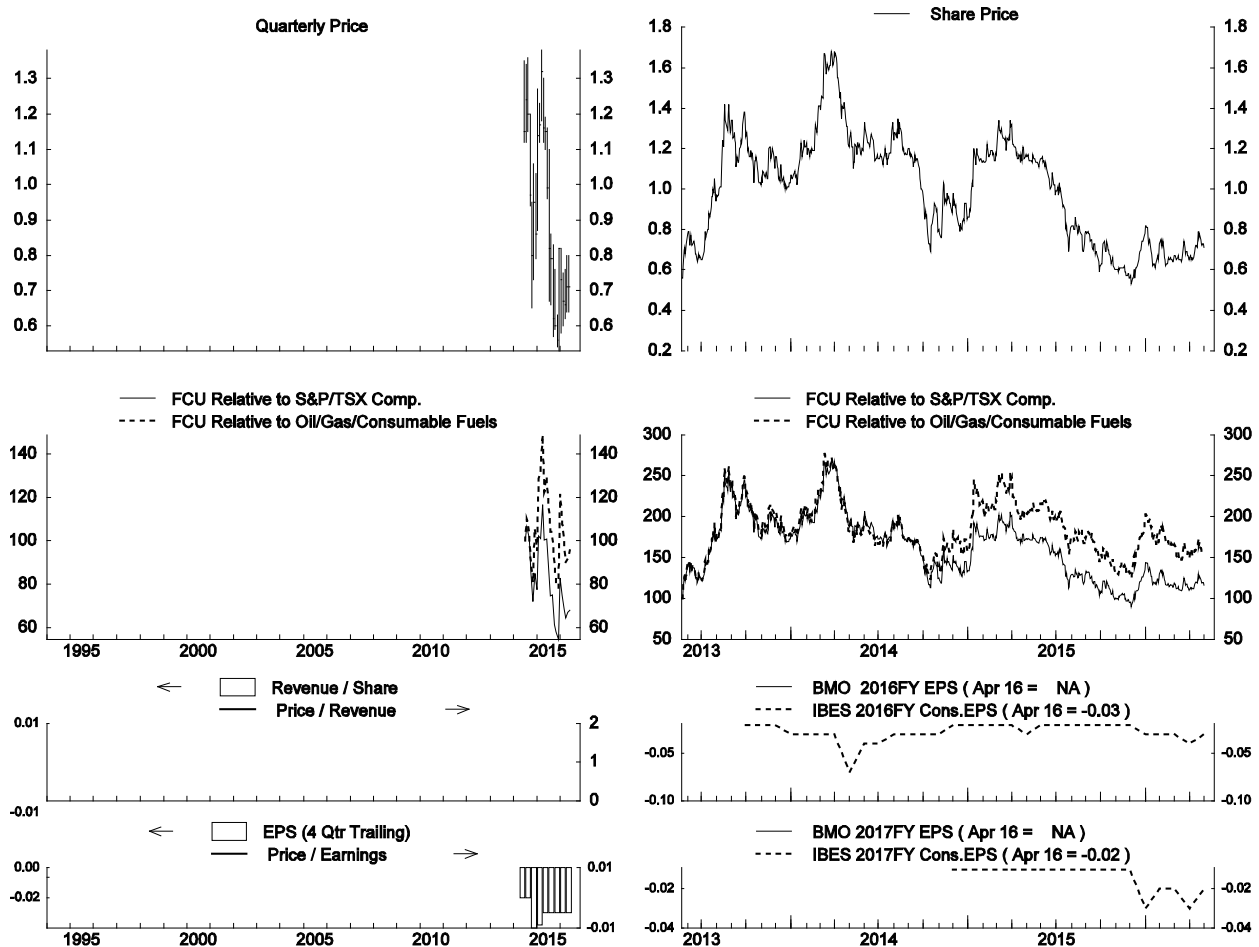 Quarterly Price
1.3 1.3
1.2 1.2
1.1 1.1
1.0 1.0
0.9 0.9
0.8 0.8
0.7 0.7
0.6 0.6
Share Price
1.8 1.8
1.6 1.6
1.4 1.4
1.2 1.2
1.0 1.0
0.8 0.8
0.6 0.6
0.4 0.4
0.2 0.2
FCU Relative to S&P/TSX Comp.
FCU Relative to Oil/Gas/Consumable Fuels
140 140
120 120
100 100
80 80
60 60
1995 2000 2005 2010 2015
FCU Relative to S&P/TSX Comp.
FCU Relative to Oil/Gas/Consumable Fuels
300 300
250 250
200 200
150 150
100 100
50 50
2013 2014 2015
Revenue / Share
Price / Revenue
0.01 2
1
-0.01 0
BMO 2016FY EPS ( Apr 16 = NA )
IBES 2016FY Cons.EPS ( Apr 16 = -0.03 )
-0.05 -0.05
-0.10 -0.10
EPS (4 Qtr Trailing)
Price / Earnings
0.00 0.01
-0.02
-0.01
1995 2000 2005 2010 2015
BMO 2017FY EPS ( Apr 16 = NA )
IBES 2017FY Cons.EPS ( Apr 16 = -0.02 )
-0.02 -0.02
-0.04 -0.04
2013 2014 2015